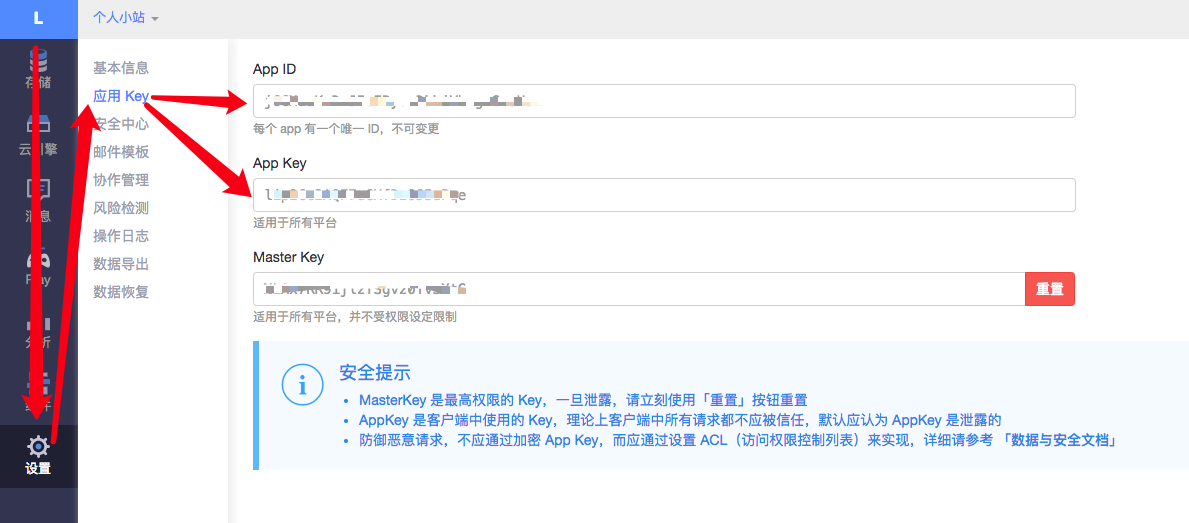 L
个人小站
存储
云引擎
消息
Play
分析
设置
基本信息
应用 Key
安全中心
邮件模板
协作管理
风险检测
操作日志
数据导出
数据恢复
App ID
每个 app 有一个唯一 ID，不可变更
App Key
适用于所有平台
Master Key
重置
适用于所有平台，并不受权限设定限制
安全提示
MasterKey 是最高权限的 Key，一旦泄露，请立刻使用「重置」按钮重置
AppKey 是客户端中使用的 Key，理论上客户端中所有请求都不应被信任，默认应认为 AppKey 是泄露的
防御恶意请求，不应通过加密 App Key，而应通过设置 ACL（访问权限控制列表）来实现，详细请参考 「数据与安全文档」